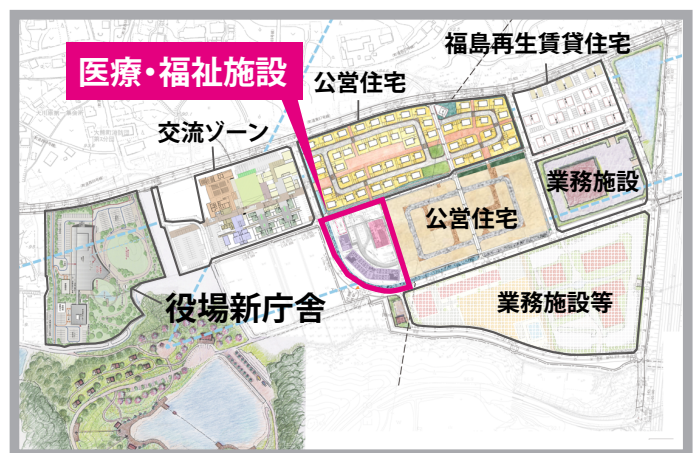 福島再生賃貸住宅
医療・福祉施設
公営住宅
交流ゾーン
業務施設
公営住宅
役場新庁舎
業務施設等